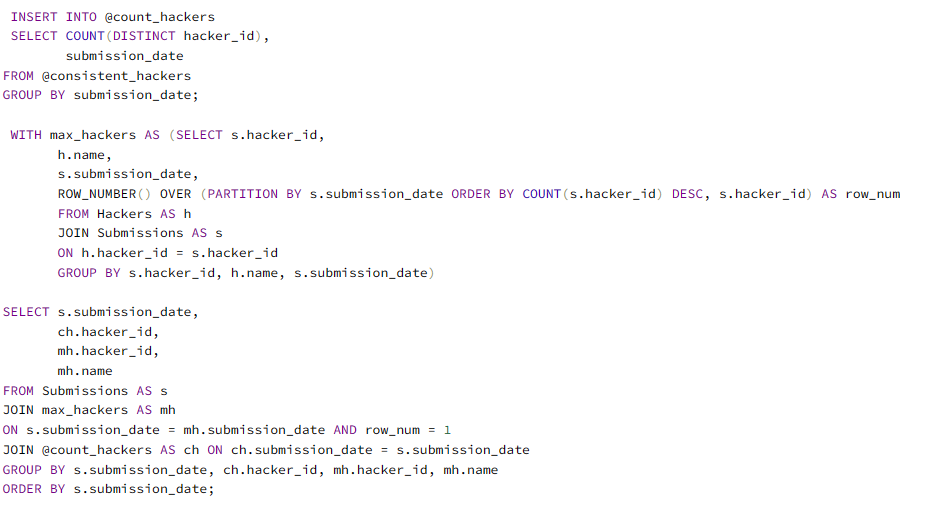 INSERT INTO @count_hackers
SELECT COUNT(DISTINCT hacker_id),
submission_date
FROM @consistent_hackers
GROUP BY submission_date;
WITH max_hackers AS (SELECT s.hacker_id,
h.name,
s.submission_date,
ROW_NUMBER() OVER (PARTITION BY s.submission_date ORDER BY COUNT(s.hacker_id) DESC, s.hacker_id) AS row_num
FROM Hackers AS h
JOIN Submissions AS s
ON h.hacker_id = s.hacker_id
GROUP BY s.hacker_id, h.name, s.submission_date)
SELECT s.submission_date,
ch.hacker_id,
mh.hacker_id,
mh.name
FROM Submissions AS s
JOIN max_hackers AS mh
ON s.submission_date = mh.submission_date AND row_num = 1
JOIN @count_hackers AS ch ON ch.submission_date = s.submission_date
GROUP BY s.submission_date, ch.hacker_id, mh.hacker_id, mh.name
ORDER BY s.submission_date;